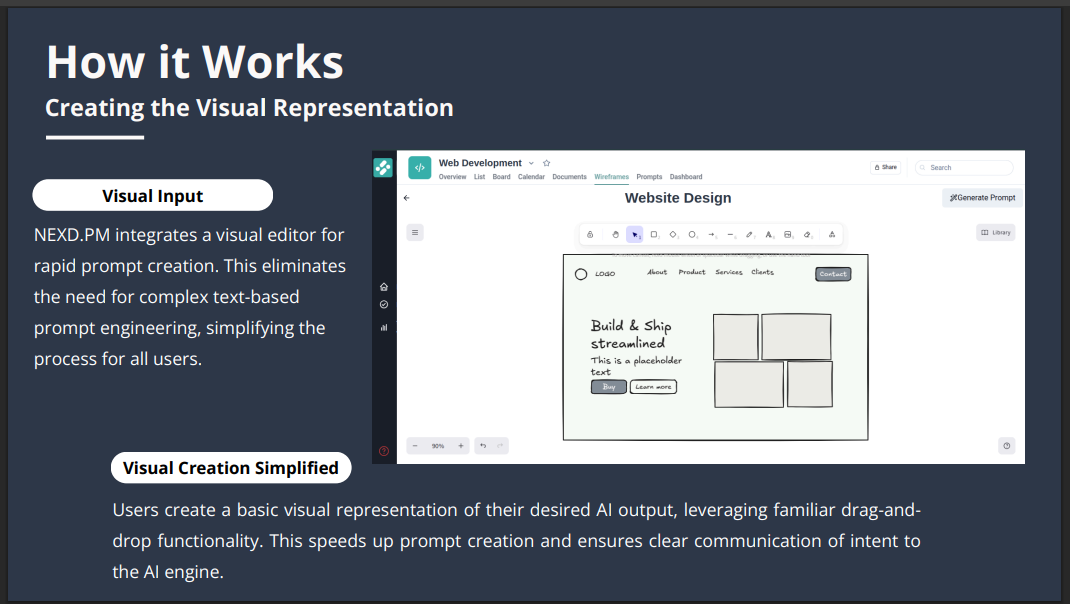 How it Works
Creating the Visual Representation
Visual Input
NEXD.PM integrates a visual editor for
rapid prompt creation. This eliminates
the need for complex text-based
prompt engineering, simplifying the
process for all users.
Web Development
Share
Search
Overview List Board Calendar Documents Wireframes Prompts Dashboard
Website Design
Generate Prompt
Library
LOGO About Product Services Clients Contact
Build & Ship
streamlined
This is a placeholder
text
Buy Learn more
90%
Visual Creation Simplified
Users create a basic visual representation of their desired AI output, leveraging familiar drag-and-
drop functionality. This speeds up prompt creation and ensures clear communication of intent to
the AI engine.